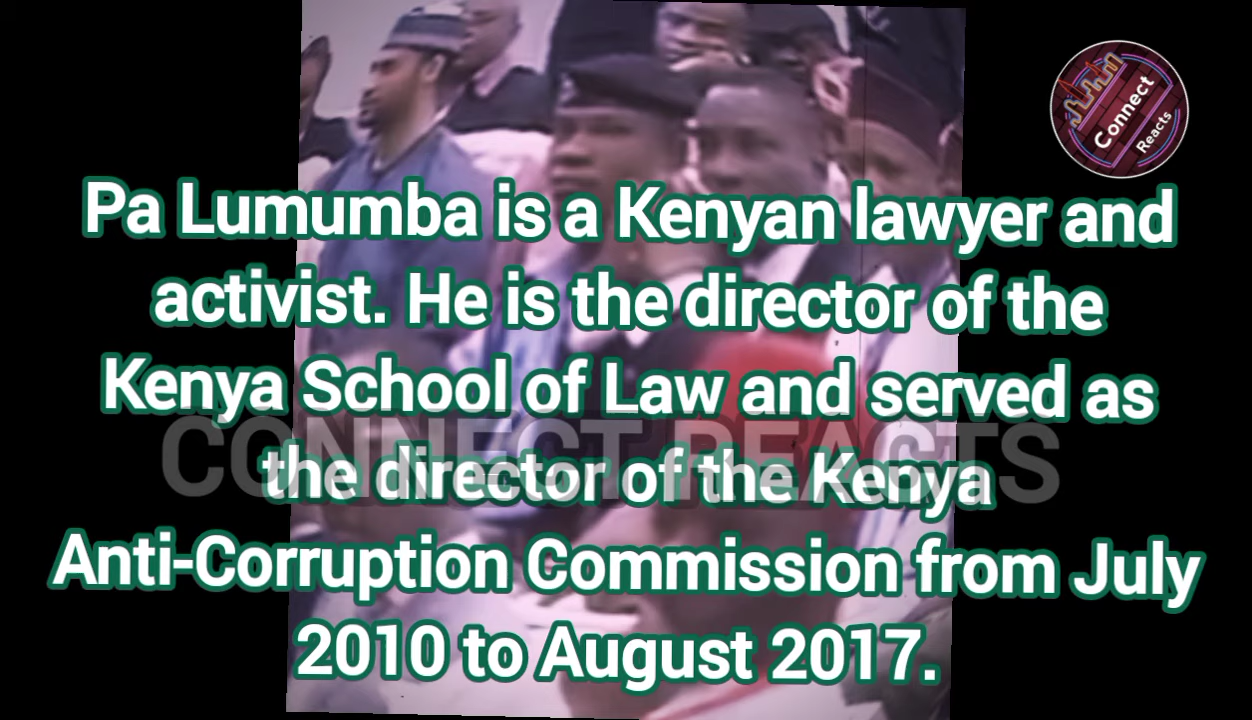 Connect
Reacts
Pa Lumumba is a Kenyan lawyer and
activist. He is the director of the
Kenya School of Law and served as
CONNECT REACTS
the director of the Kenya
Anti-Corruption Commission from July
2010 to August 2017.